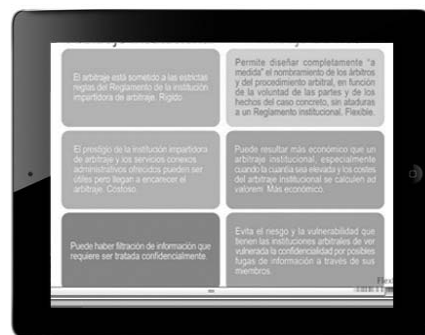 El arbitraje está sometido a las estrictas
reglas del Reglamento de la institución
impartidora de arbitraje. Rígido
Permite diseñar completamente “a
medida” el nombramiento de los árbitros
y del procedimiento arbitral, en función
de la voluntad de las partes y de los
hechos del caso concreto, sin ataduras
a un Reglamento institucional. Flexible.
El prestigio de la institución impartidora
de arbitraje y los servicios conexos
administrativos ofrecidos pueden ser
útiles pero llegan a encarecer el
arbitraje. Costoso.
Puede resultar más económico que un
arbitraje institucional, especialmente
cuando la cuantía sea elevada y los costes
del arbitraje institucional se calculen ad
valorem. Más económico.
Puede haber filtración de información que
requiere ser tratada confidencialmente.
Evita el riesgo y la vulnerabilidad que
tienen las instituciones arbitrales de ver
vulnerada la confidencialidad por posibles
fugas de información a través de sus
miembros.